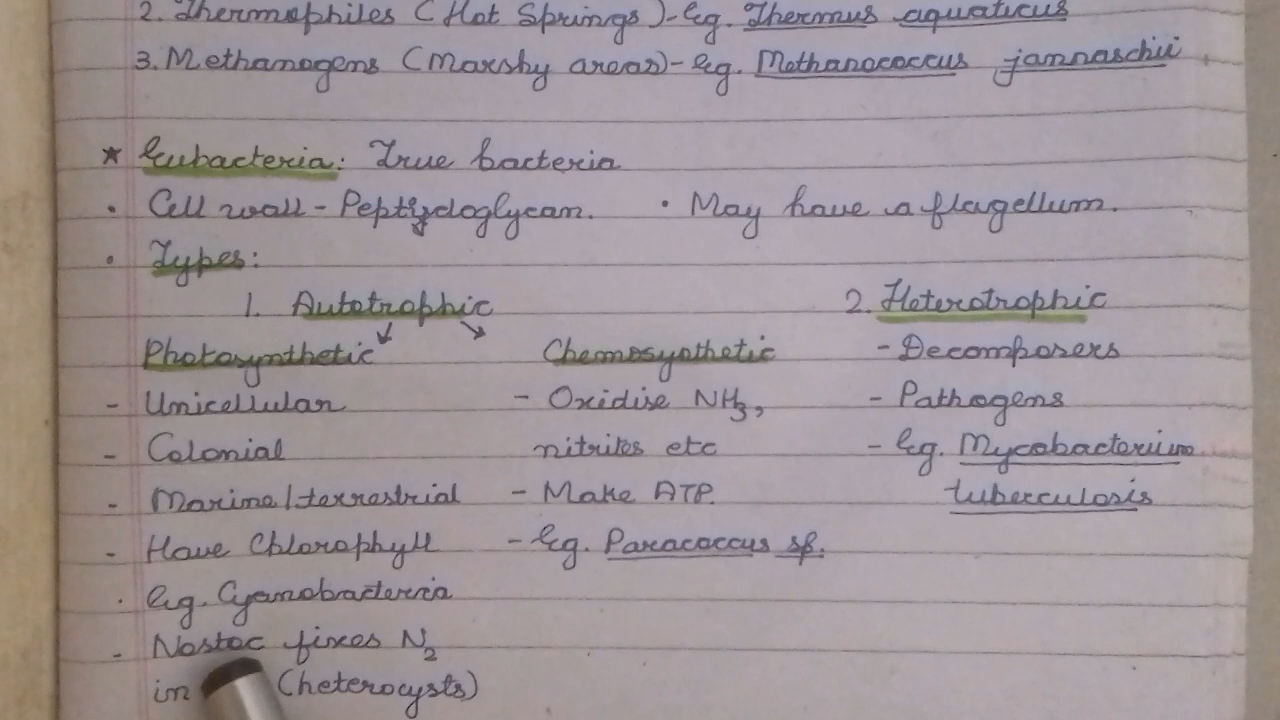 2. Thermophiles (Hot Springs)-Eg. Thermus aquaticus
3. Methanogens (Marshy areas)-Eg. Methanococcus jannaschii
* Eubacteria: True bacteria
• Cell wall - Peptidoglycan. • May have a flagellum.
• Types:
1. Autotrophic 2. Heterotrophic
Photosynthetic Chemosynthetic - Decomposers
- Unicellular - Oxidise NH3, - Pathogens
- Colonial nitrites etc - Eg. Mycobacterium
- Marine/terrestrial - Make ATP. tuberculosis
- Have Chlorophyll - Eg. Paracoccus sp.
. Eg. Cyanobacteria
- Nostoc fixes N2
in (heterocysts)